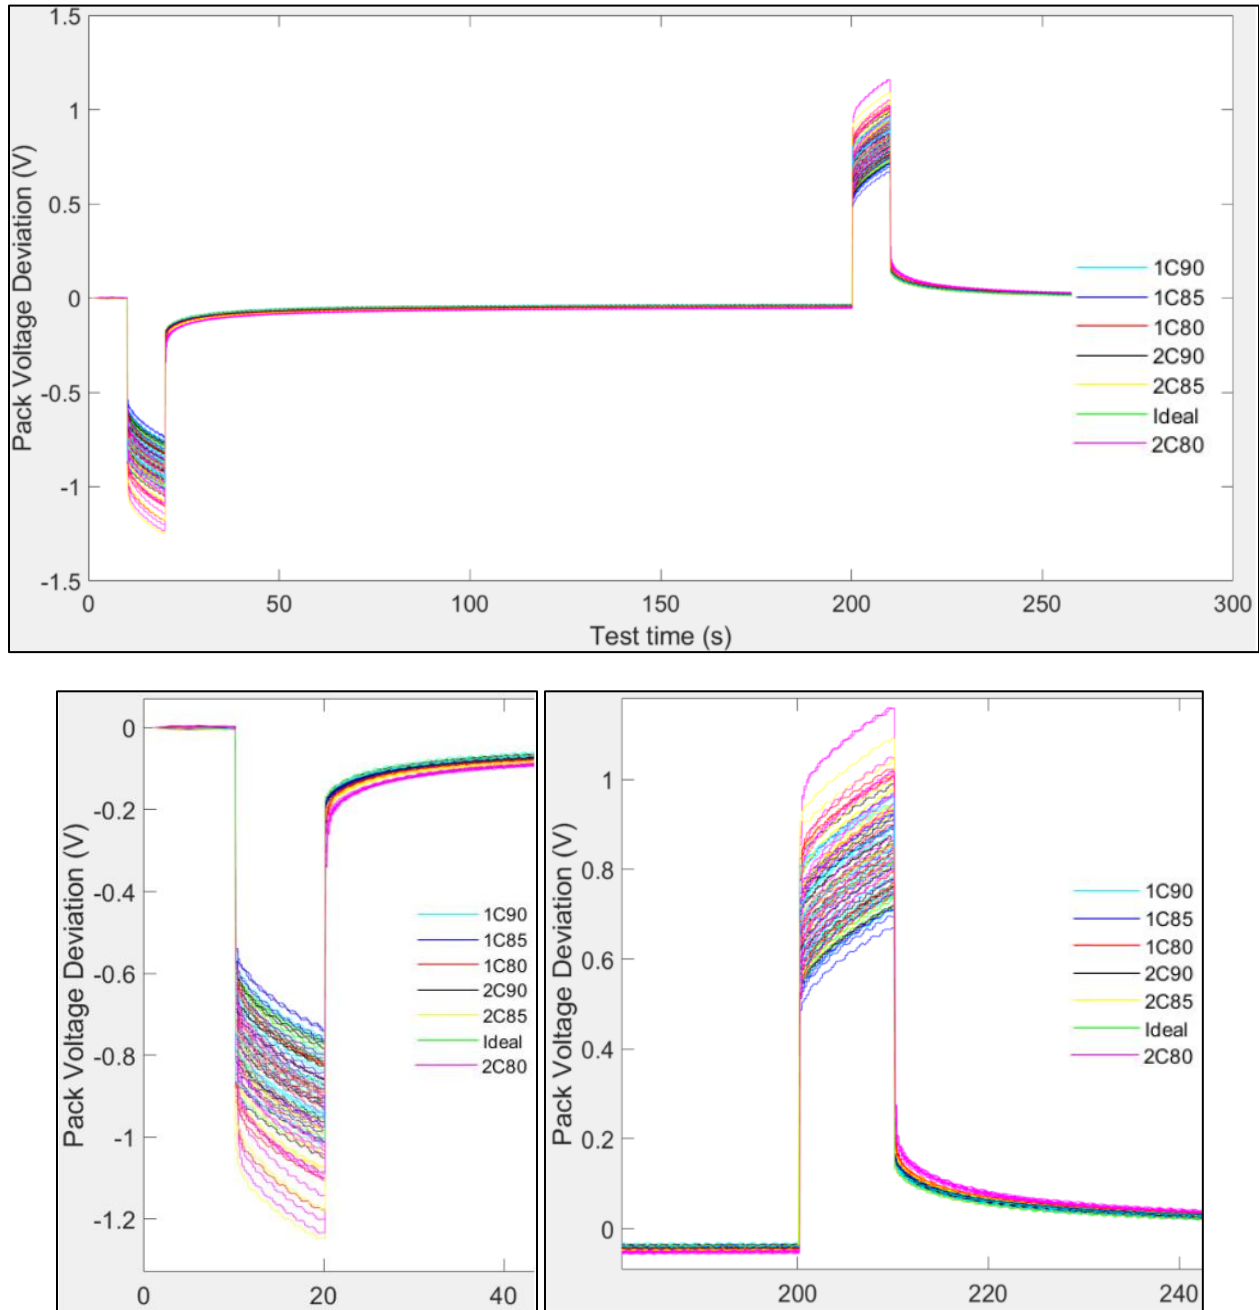 1.5
1
0.5
0
-0.5
-1
-1.5
Pack Voltage Deviation (V)
0 50 100 150 200 250 300
Test time (s)
1C90
1C85
1C80
2C90
2C85
Ideal
2C80
0
-0.2
-0.4
-0.6
-0.8
-1
-1.2
Pack Voltage Deviation (V)
0 20 40
1C90
1C85
1C80
2C90
2C85
Ideal
2C80
1
0.8
0.6
0.4
0.2
0
Pack Voltage Deviation (V)
200 220 240
1C90
1C85
1C80
2C90
2C85
Ideal
2C80